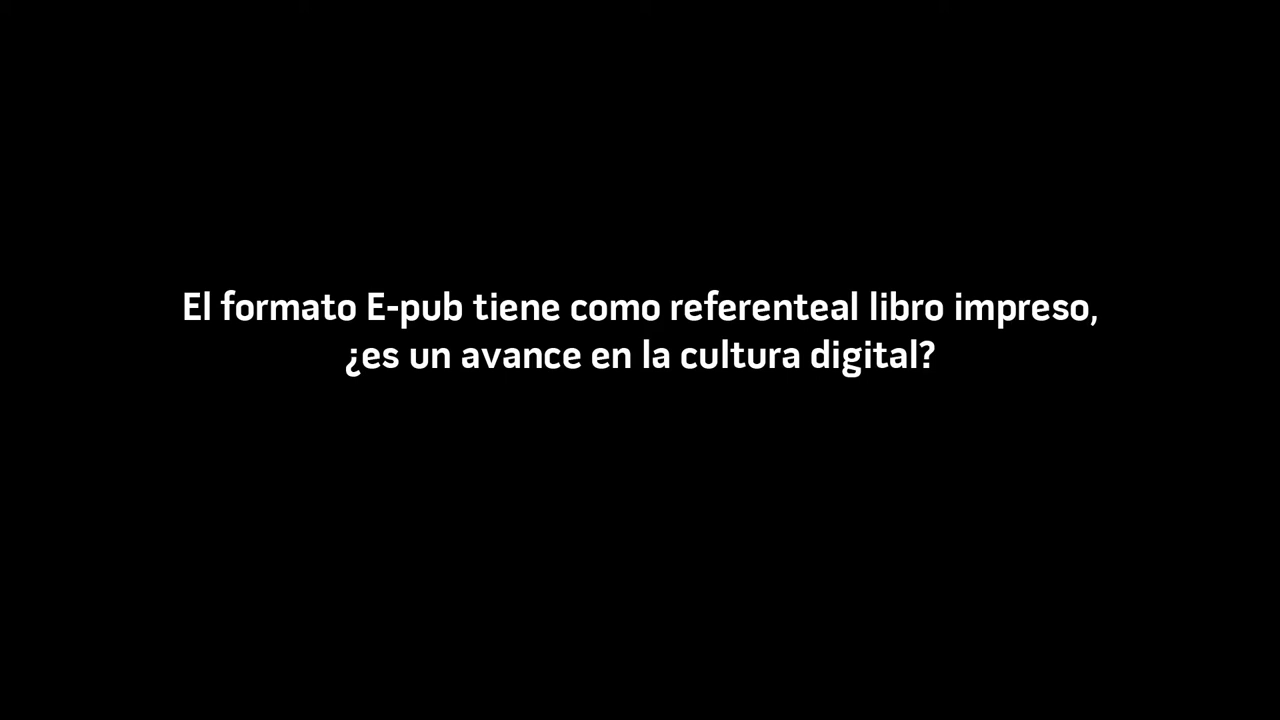 El formato E-pub tiene como referenteal libro impreso,
¿es un avance en la cultura digital?